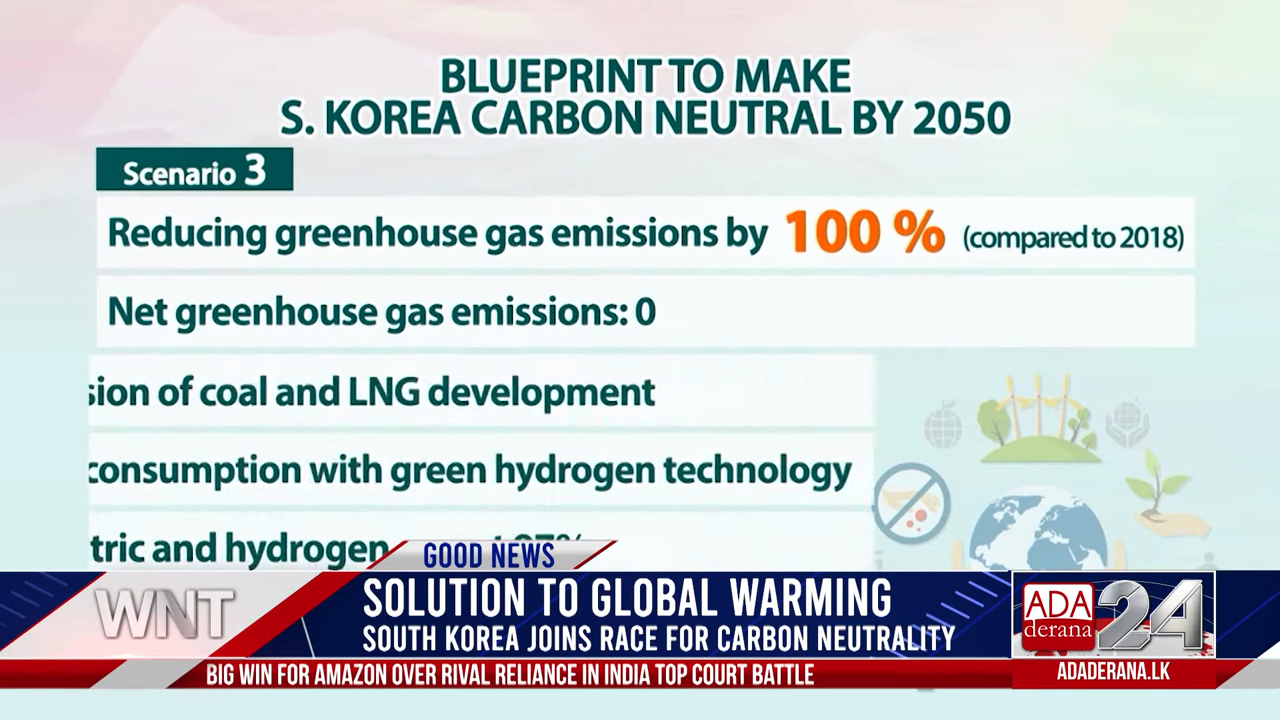 BLUEPRINT TO MAKE
S. KOREA CARBON NEUTRAL BY 2050
Scenario 3
Reducing greenhouse gas emissions by 100 % (compared to 2018)
Net greenhouse gas emissions: 0
sion of coal and LNG development
consumption with green hydrogen technology
tric and hydrogen
GOOD NEWS
WNT
SOLUTION TO GLOBAL WARMING
SOUTH KOREA JOINS RACE FOR CARBON NEUTRALITY
ADA derana 24
BIG WIN FOR AMAZON OVER RIVAL RELIANCE IN INDIA TOP COURT BATTLE
ADADERANA.LK